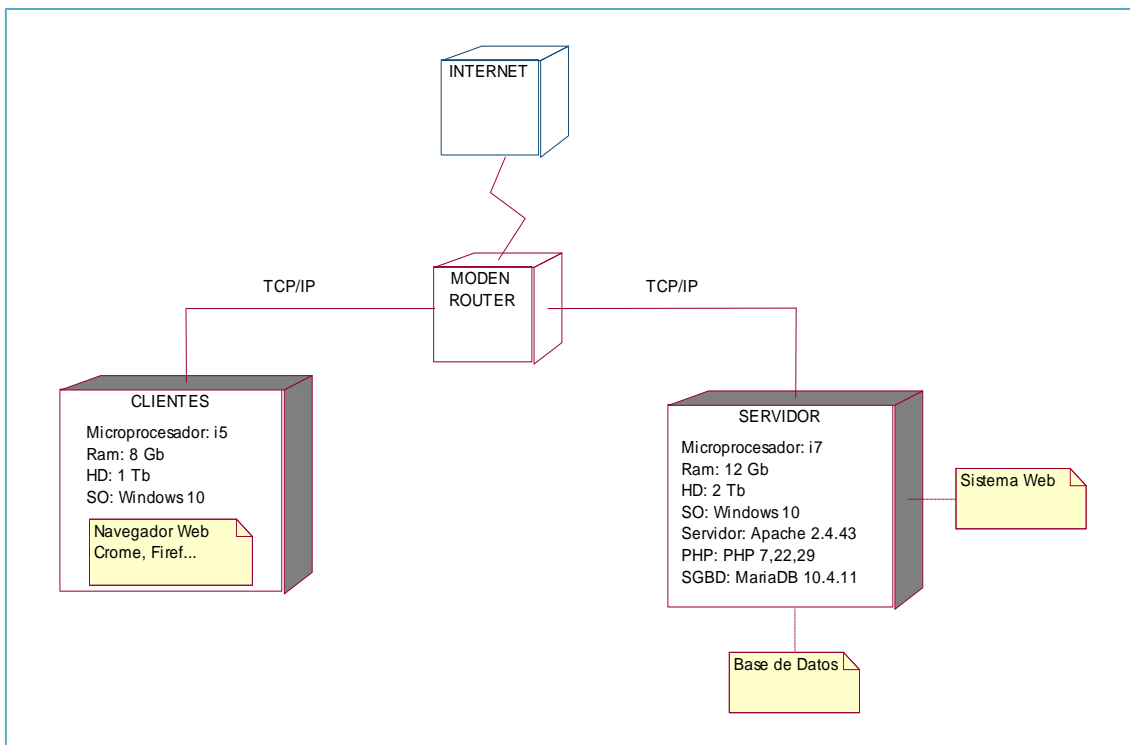 INTERNET
MODEN
ROUTER
TCP/IP
TCP/IP
CLIENTES
Microprocesador: i5
Ram: 8 Gb
HD: 1 Tb
SO: Windows 10
Navegador Web
Crome, Firef...
SERVIDOR
Microprocesador: i7
Ram: 12 Gb
HD: 2 Tb
SO: Windows 10
Servidor: Apache 2.4.43
PHP: PHP 7,22,29
SGBD: MariaDB 10.4.11
Sistema Web
Base de Datos